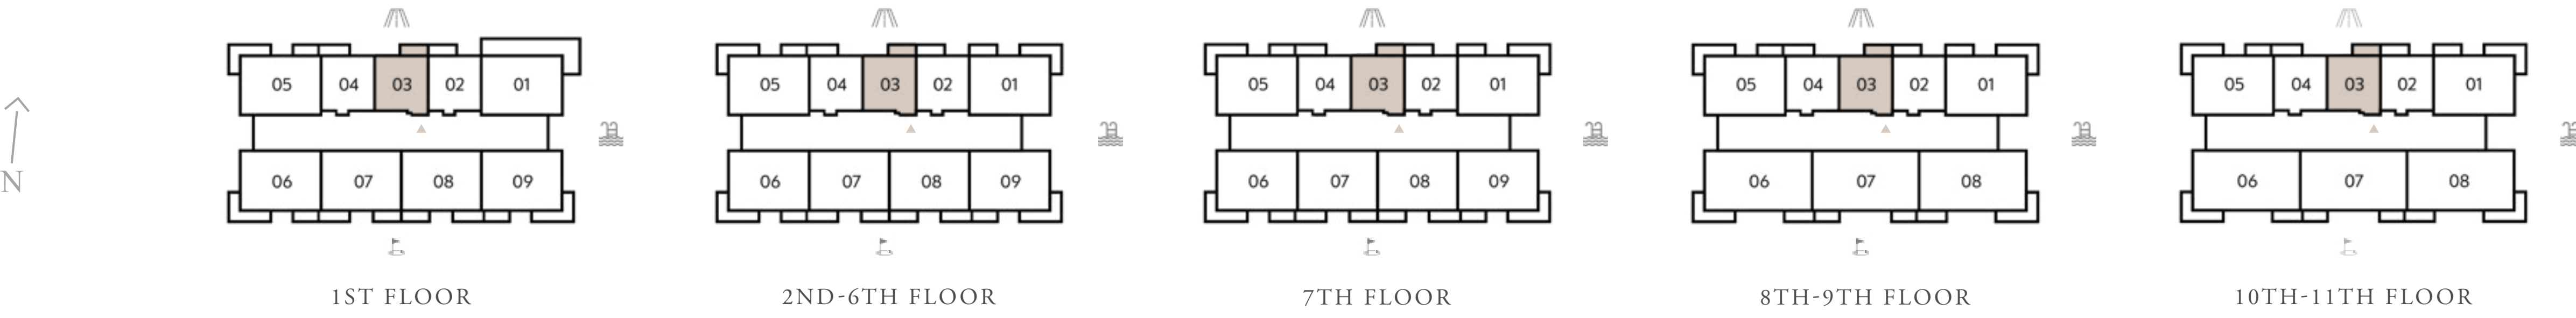 05 04 03 02 01
06 07 08 09
1ST FLOOR
05 04 03 02 01
06 07 08 09
2ND-6TH FLOOR
05 04 03 02 01
06 07 08 09
7TH FLOOR
05 04 03 02 01
06 07 08
8TH-9TH FLOOR
05 04 03 02 01
06 07 08
10TH-11TH FLOOR
N